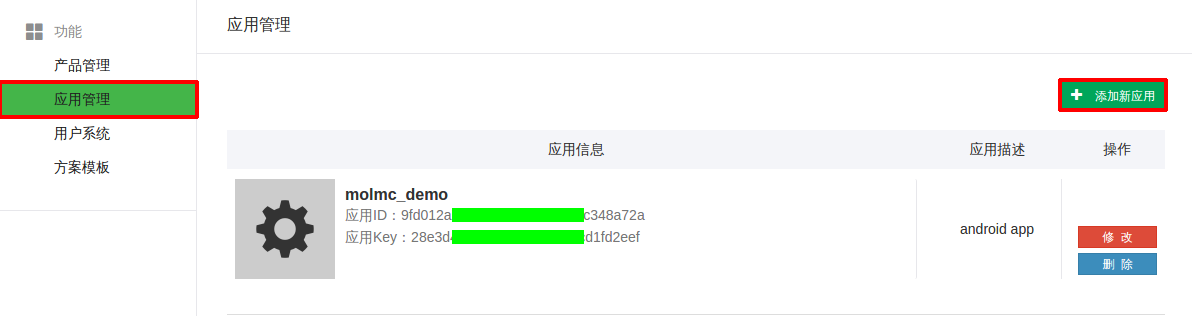 功能
产品管理
应用管理
用户系统
方案模板
应用管理
添加新应用
应用信息 应用描述 操作
molmc_demo
应用ID：9fd012a c348a72a
应用Key：28e3d d1fd2eef
android app
修 改
删 除